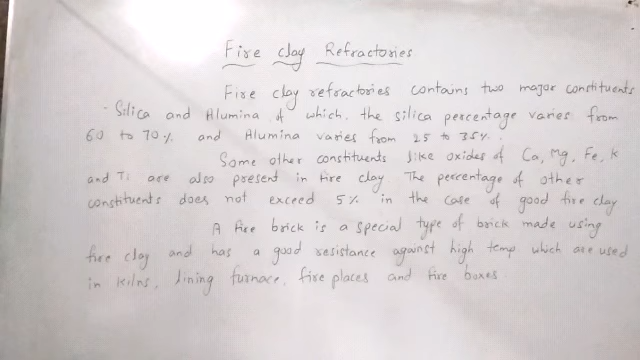 Fire clay Refractories
Fire clay refractories contains two major constituents
- Silica and Alumina of which, the silica percentage varies from
60 to 70% and Alumina varies from 25 to 35%.
Some other constituents like oxides of Ca, Mg, Fe, K
and Ti are also present in fire clay The percentage of other
constituents does not exceed 5% in the case of good fire clay
A fire brick is a special type of brick made using
fire clay and has a good resistance against high temp which are used
in kilns, lining furnace, fire places and fire boxes